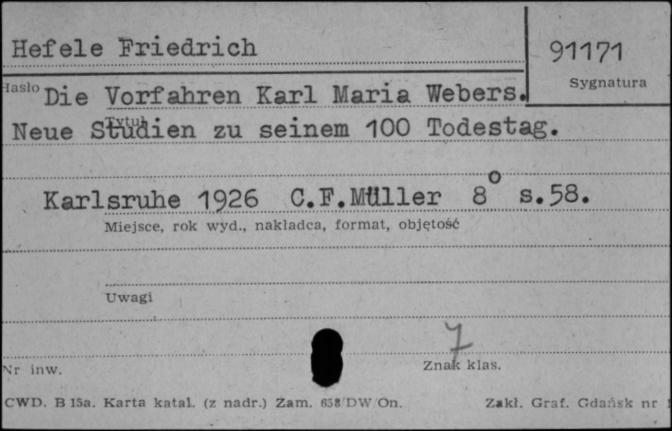 Hefele Friedrich
91171
Hasło
Sygnatura
Die Vorfahren Karl Maria Webers.
Tytuł
Neue Studien zu seinem 100 Todestag.
Karlsruhe 1926 C.F.Müller 8° s.58.
Miejsce, rok wyd., nakładca, format, objętość
Uwagi
7
Nr inw.
Znak klas.
CWD. B 15a. Karta katal. (z nadr.) Zam. 658/DW/On.
Zakł. Graf. Gdańsk nr